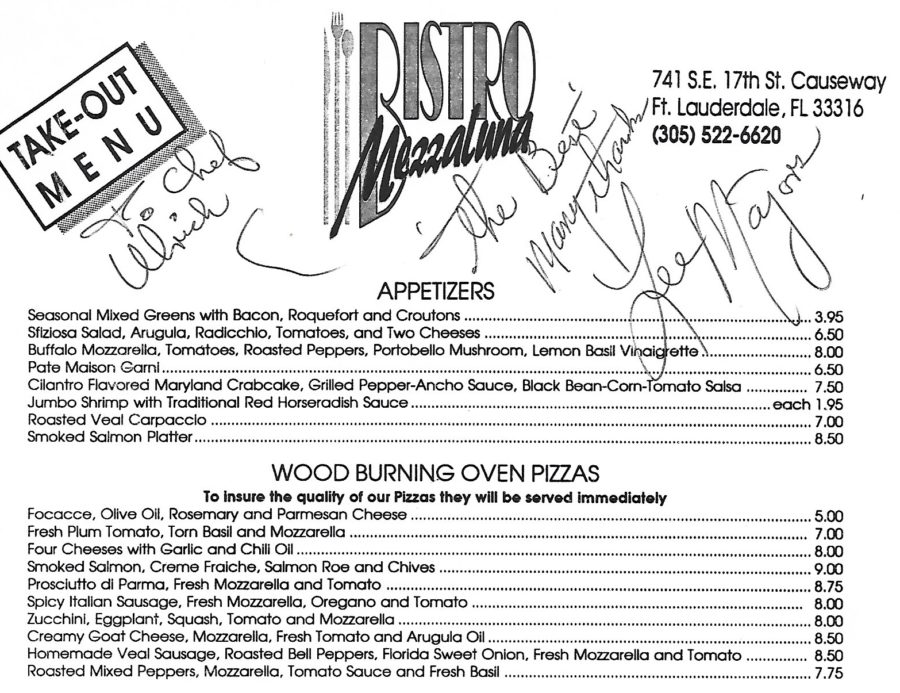 TAKE-OUT
MENU
BISTRO
Mezzaluna
741 S.E. 17th St. Causeway
Ft. Lauderdale, FL 33316
(305) 522-6620
To Chef
Ulrich
"The Best
Many thanks
Lee Majors
APPETIZERS
Seasonal Mixed Greens with Bacon, Roquefort and Croutons ... 3.95
Sfiziosa Salad, Arugula, Radicchio, Tomatoes, and Two Cheeses ... 6.50
Buffalo Mozzarella, Tomatoes, Roasted Peppers, Portobello Mushroom, Lemon Basil Vinaigrette ... 8.00
Pate Maison Garni ... 6.50
Cilantro Flavored Maryland Crabcake, Grilled Pepper-Ancho Sauce, Black Bean-Corn-Tomato Salsa ... 7.50
Jumbo Shrimp with Traditional Red Horseradish Sauce ... each 1.95
Roasted Veal Carpaccio ... 7.00
Smoked Salmon Platter ... 8.50
WOOD BURNING OVEN PIZZAS
To insure the quality of our Pizzas they will be served immediately
Focacce, Olive Oil, Rosemary and Parmesan Cheese ... 5.00
Fresh Plum Tomato, Torn Basil and Mozzarella ... 7.00
Four Cheeses with Garlic and Chili Oil ... 8.00
Smoked Salmon, Creme Fraiche, Salmon Roe and Chives ... 9.00
Prosciutto di Parma, Fresh Mozzarella and Tomato ... 8.75
Spicy Italian Sausage, Fresh Mozzarella, Oregano and Tomato ... 8.00
Zucchini, Eggplant, Squash, Tomato and Mozzarella ... 8.00
Creamy Goat Cheese, Mozzarella, Fresh Tomato and Arugula Oil ... 8.50
Homemade Veal Sausage, Roasted Bell Peppers, Florida Sweet Onion, Fresh Mozzarella and Tomato ... 8.50
Roasted Mixed Peppers, Mozzarella, Tomato Sauce and Fresh Basil ... 7.75